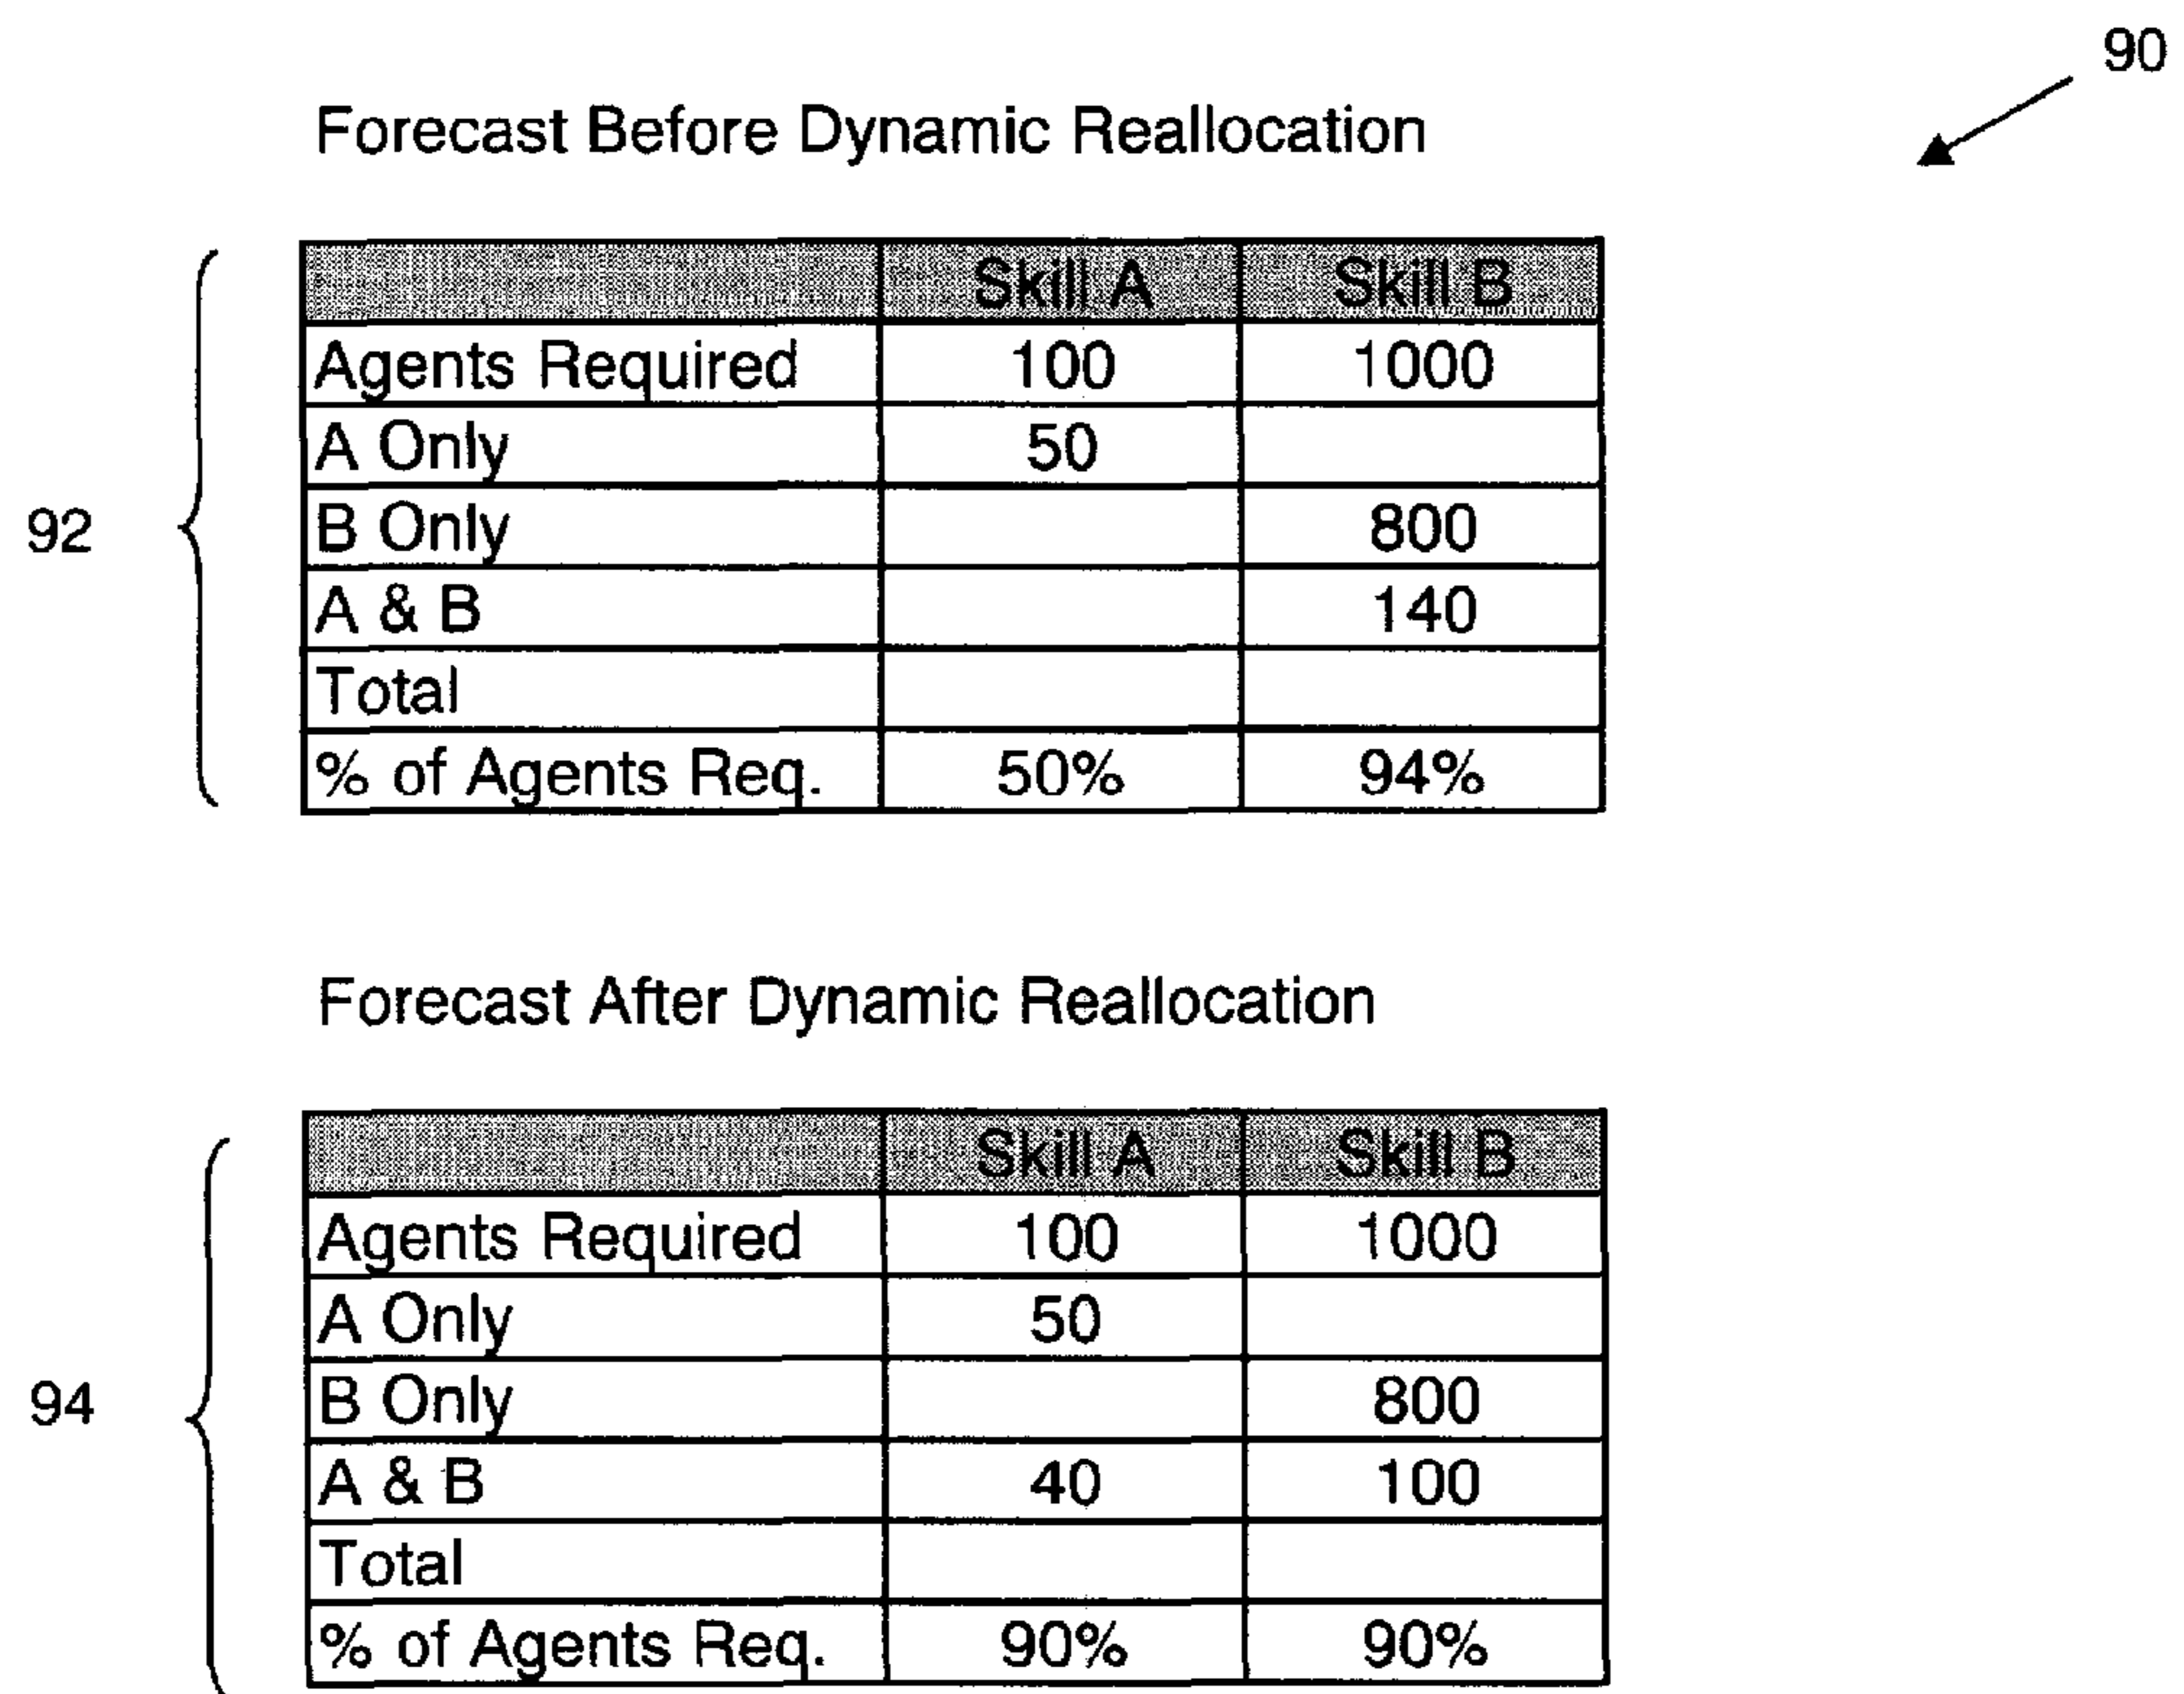 90
Forecast Before Dynamic Reallocation
Skill A Skill B
Agents Required 100 1000
A Only 50
92
B Only 800
A & B 140
Total
% of Agents Req. 50% 94%
Forecast After Dynamic Reallocation
Skill A Skill B
Agents Required 100 1000
A Only 50
94
B Only 800
A & B 40 100
Total
% of Agents Req. 90% 90%